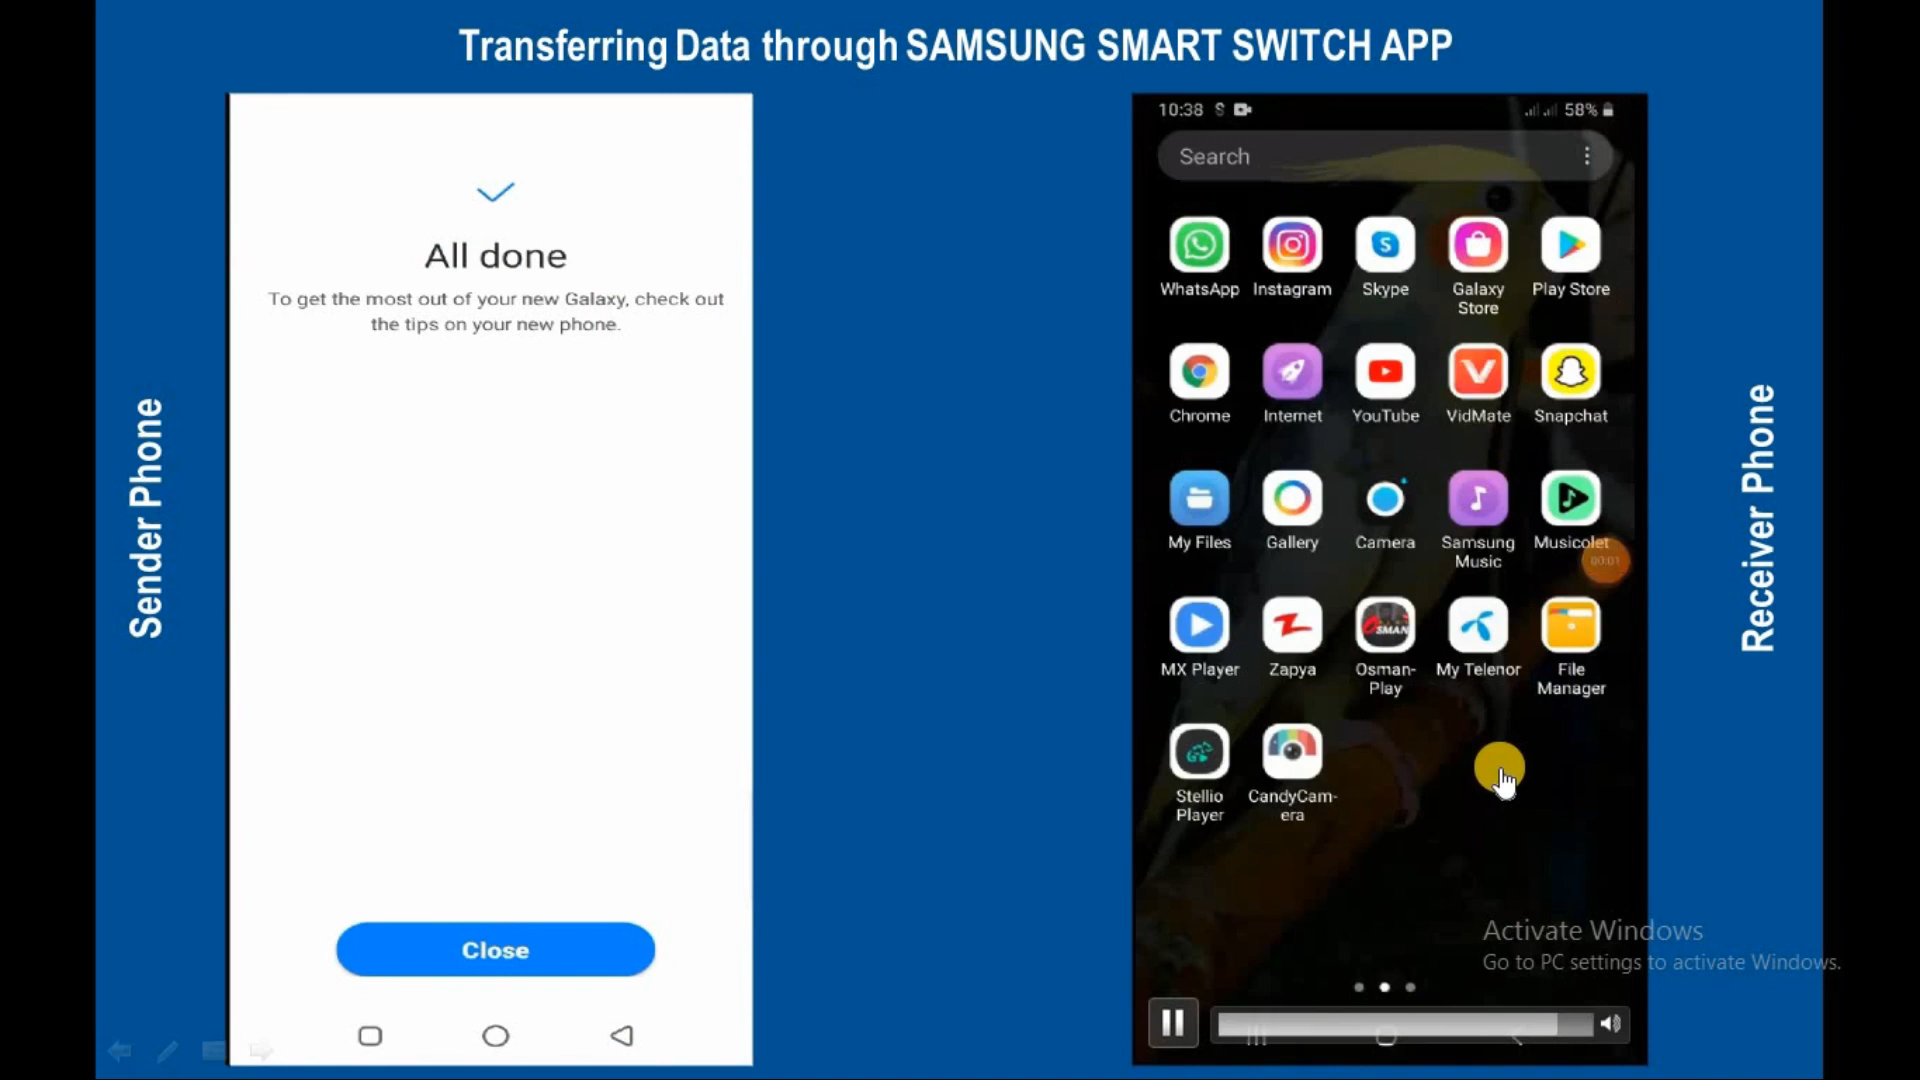 Transferring Data through SAMSUNG SMART SWITCH APP
Sender Phone
All done
To get the most out of your new Galaxy, check out
the tips on your new phone.
Close
10:38
58%
Search
WhatsApp Instagram Skype Galaxy Store Play Store
Chrome Internet YouTube VidMate Snapchat
My Files Gallery Camera Samsung Music Musicolet
00:01
MX Player Zapya Osman-Play My Telenor File Manager
OSMAN
Stellio Player CandyCam-era
Activate Windows
Go to PC settings to activate Windows.
Receiver Phone